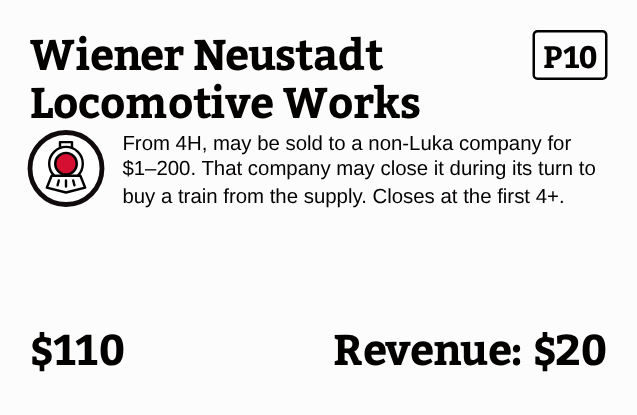 Wiener Neustadt
P10
Locomotive Works
From 4H, may be sold to a non-Luka company for
$1–200. That company may close it during its turn to
buy a train from the supply. Closes at the first 4+.
$110
Revenue: $20